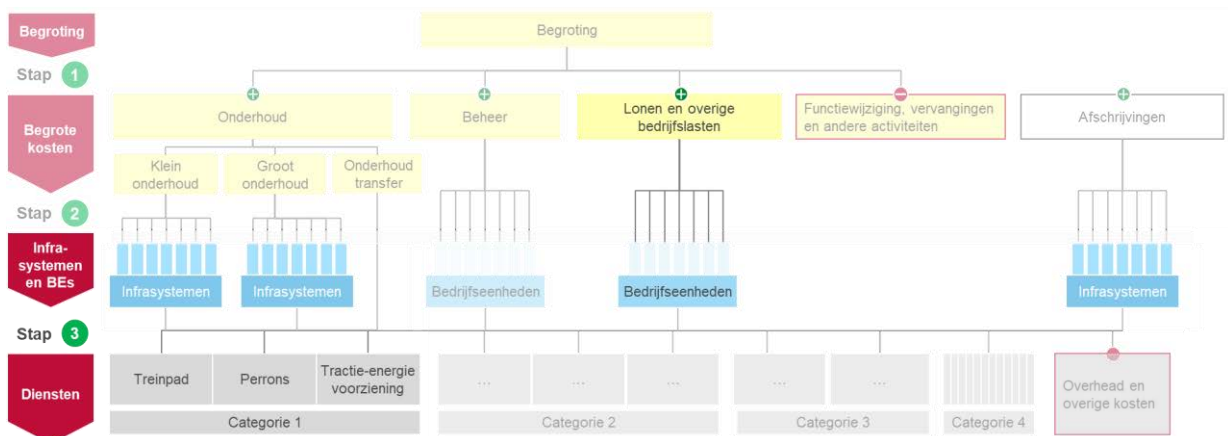 Begroting
Begroting
Stap 1
Begrote
kosten
Onderhoud
Beheer
Lonen en overige
bedrijfslasten
Functiewijziging, vervangingen
en andere activiteiten
Afschrijvingen
Klein
onderhoud
Groot
onderhoud
Onderhoud
transfer
Stap 2
Infra-
systemen
en BEs
Infrasystemen
Infrasystemen
Bedrijfseenheden
Bedrijfseenheden
Infrasystemen
Stap 3
Diensten
Treinpad
Perrons
Tractie-energie
voorziening
...
...
...
...
...
Overhead en
overige kosten
Categorie 1
Categorie 2
Categorie 3
Categorie 4